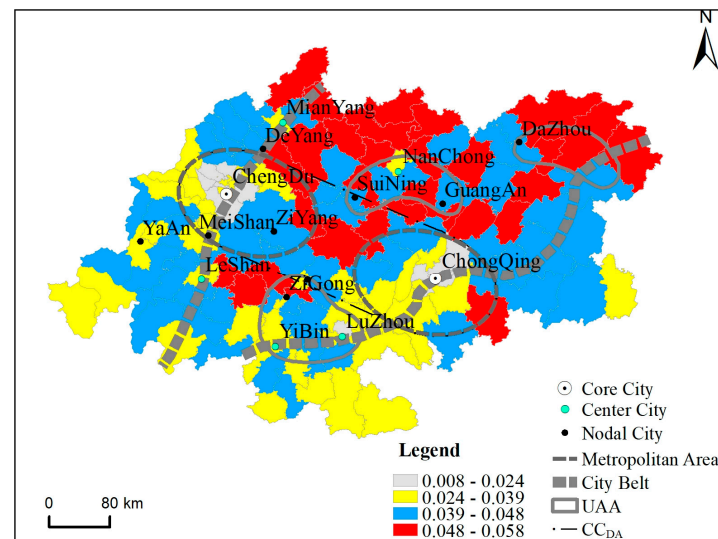 N
MianYang
DeYang
DaZhou
NanChong
ChengDu
SuiNing
GuangAn
MeiShan
ZiYang
YaAn
ChongQing
LeShan
ZiGong
LuZhou
YiBin
Core City
Center City
Nodal City
Legend
Metropolitan Area
0.008 - 0.024
City Belt
0.024 - 0.039
UAA
0.039 - 0.048
0.048 - 0.058
CCDA
0 80 km